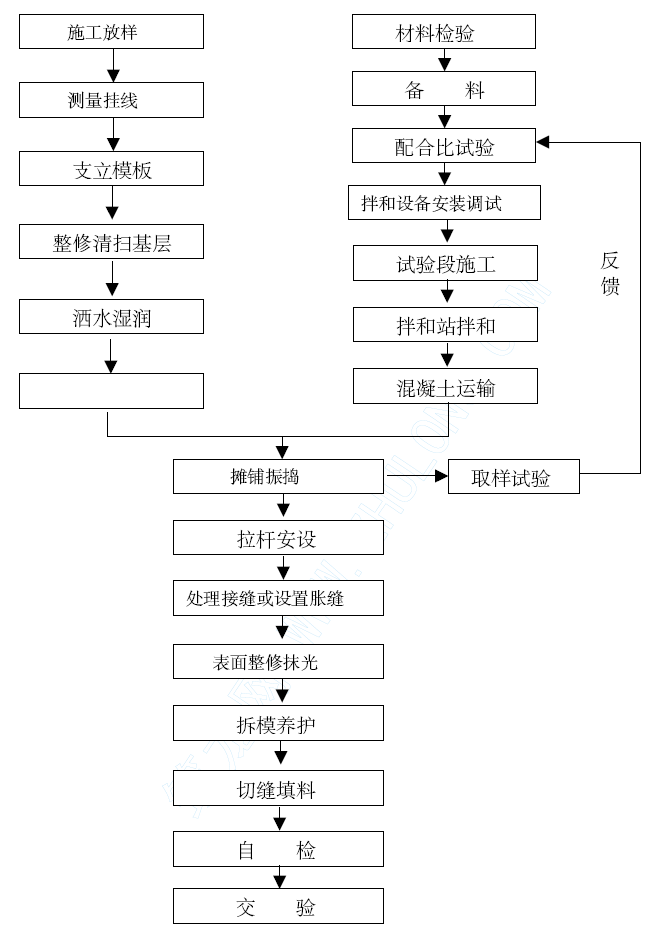 施工放样
测量挂线
支立模板
整修清扫基层
洒水湿润
材料检验
备 料
配合比试验
拌和设备安装调试
试验段施工
拌和站拌和
混凝土运输
反
馈
摊铺振捣
取样试验
拉杆安设
处理接缝或设置胀缝
表面整修抹光
拆模养护
切缝填料
自 检
交 验